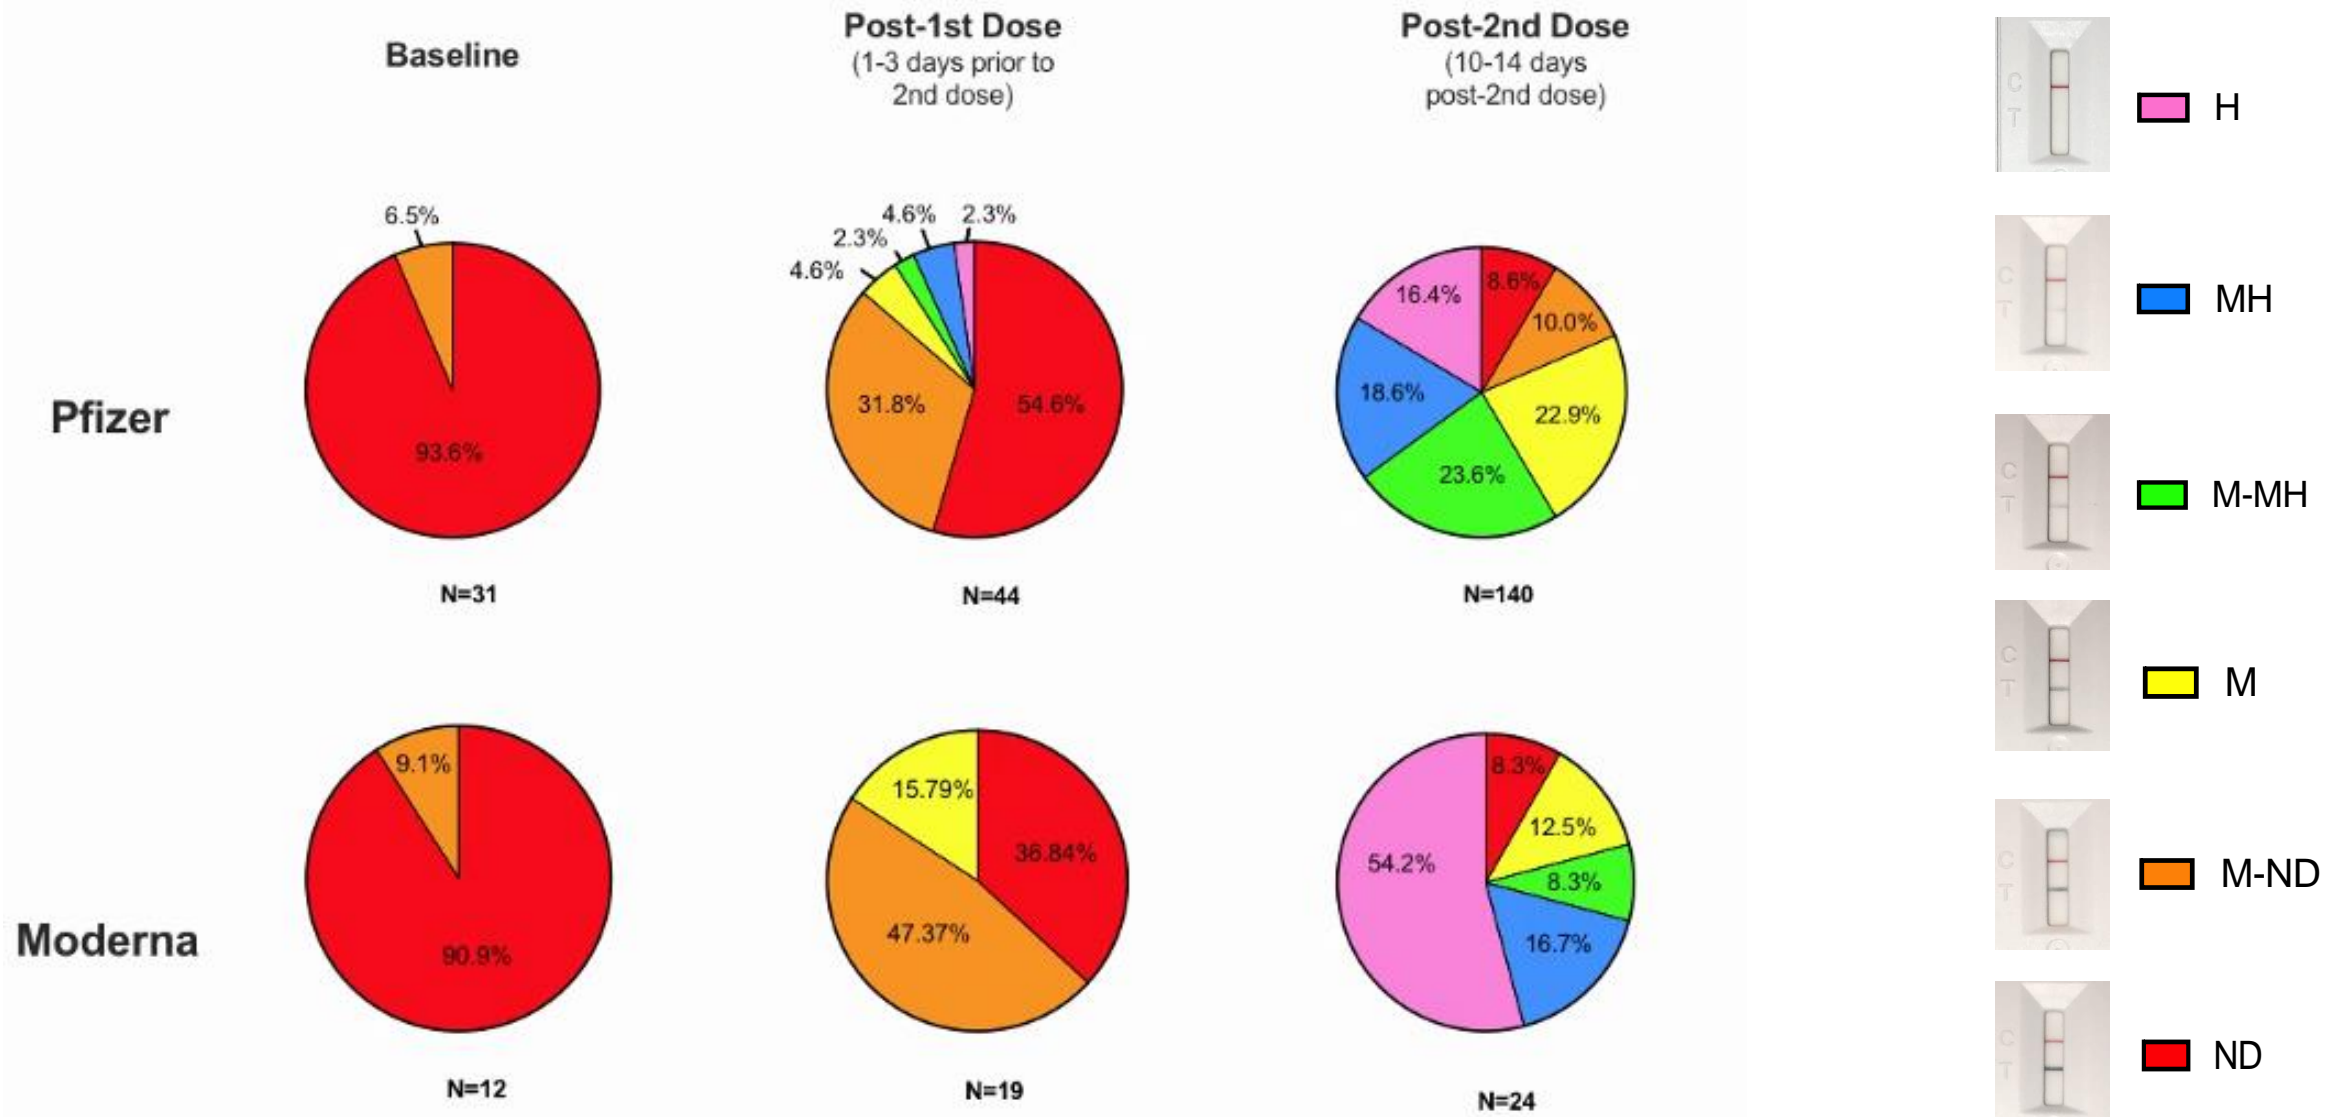 Baseline
Post-1st Dose
(1-3 days prior to
2nd dose)
Post-2nd Dose
(10-14 days
post-2nd dose)
Pfizer
6.5%
93.6%
N=31
4.6%
2.3%
4.6%
2.3%
31.8%
54.6%
N=44
16.4%
8.6%
10.0%
18.6%
22.9%
23.6%
N=140
Moderna
9.1%
90.9%
N=12
15.79%
36.84%
47.37%
N=19
8.3%
12.5%
54.2%
8.3%
16.7%
N=24
C
T
H
C
T
MH
C
T
M-MH
C
T
M
C
T
M-ND
C
T
ND